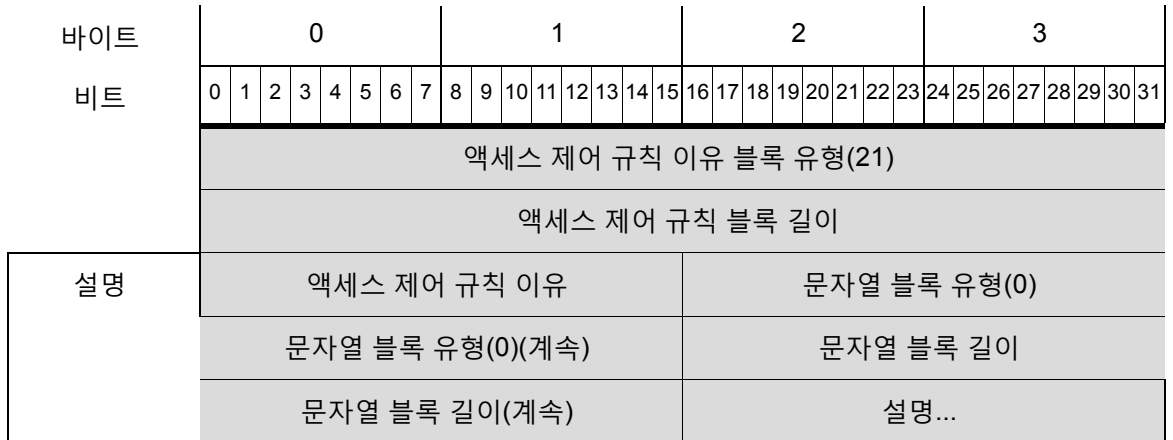 바이트 0 1 2 3
비트 0 1 2 3 4 5 6 7 8 9 10 11 12 13 14 15 16 17 18 19 20 21 22 23 24 25 26 27 28 29 30 31
액세스 제어 규칙 이유 블록 유형(21)
액세스 제어 규칙 블록 길이
설명 액세스 제어 규칙 이유 문자열 블록 유형(0)
문자열 블록 유형(0)(계속) 문자열 블록 길이
문자열 블록 길이(계속) 설명...